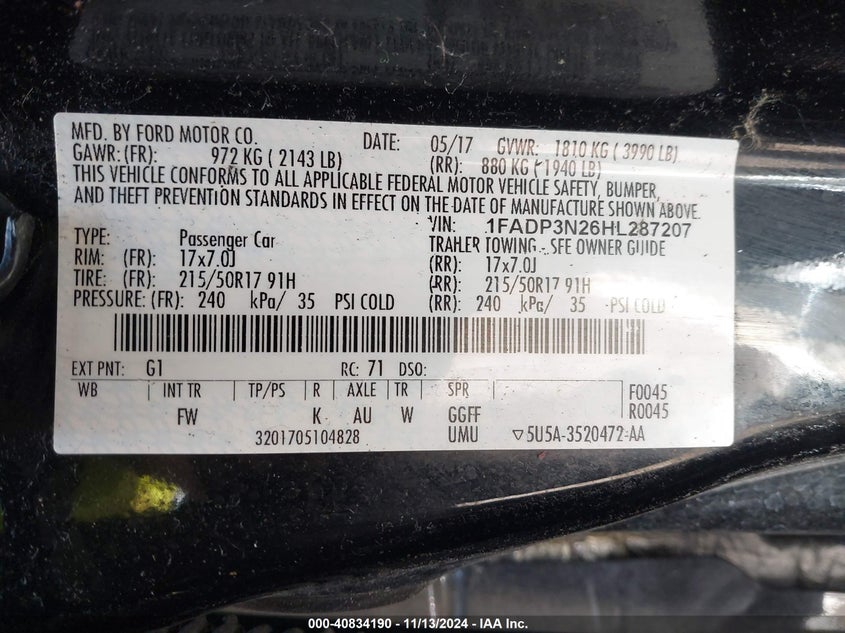 MFD. BY FORD MOTOR CO. DATE: 05/17 GVWR: 1810 KG ( 3990 LB)
GAWR: (FR): 972 KG ( 2143 LB) (RR): 880 KG ( 1940 LB)
THIS VEHICLE CONFORMS TO ALL APPLICABLE FEDERAL MOTOR VEHICLE SAFETY, BUMPER,
AND THEFT PREVENTION STANDARDS IN EFFECT ON THE DATE OF MANUFACTURE SHOWN ABOVE.
VIN: 1FADP3N26HL287207
TYPE: Passenger Car TRAILER TOWING - SEE OWNER GUIDE
RIM: (FR): 17x7.0J (RR): 17x7.0J
TIRE: (FR): 215/50R17 91H (RR): 215/50R17 91H
PRESSURE: (FR): 240 kPa/ 35 PSI COLD (RR): 240 kPa/ 35 PSI COLD
EXT PNT: G1 RC: 71 DSO:
WB INT TR TP/PS R AXLE TR SPR F0045
FW K AU W GGFF R0045
3201705104828 UMU ▽5U5A-3520472-AA
000-40834190 - 11/13/2024 - IAA Inc.